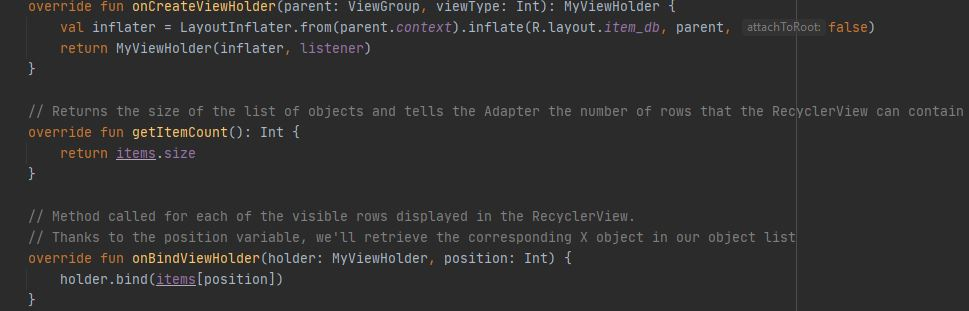 override fun onCreateViewHolder(parent: ViewGroup, viewType: Int): MyViewHolder {
val inflater = LayoutInflater.from(parent.context).inflate(R.layout.item_db, parent, attachToRoot: false)
return MyViewHolder(inflater, listener)
}
// Returns the size of the list of objects and tells the Adapter the number of rows that the RecyclerView can contain
override fun getItemCount(): Int {
return items.size
}
// Method called for each of the visible rows displayed in the RecyclerView.
// Thanks to the position variable, we'll retrieve the corresponding X object in our object list
override fun onBindViewHolder(holder: MyViewHolder, position: Int) {
holder.bind(items[position])
}